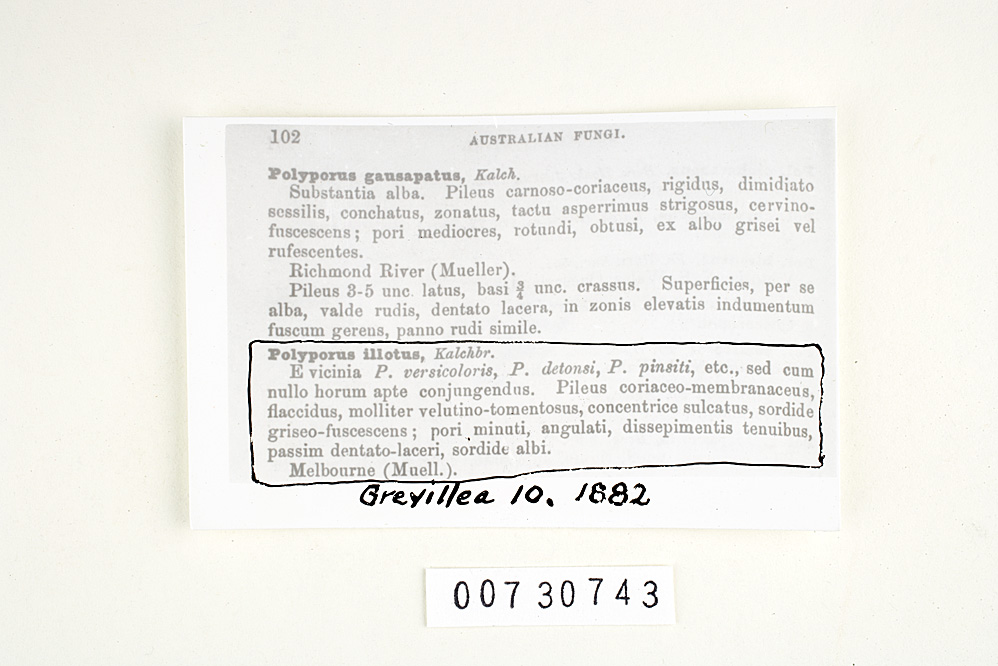 102 AUSTRALIAN FUNGI.
Polyporus gausapatus, Kalch.
Substantia alba. Pileus carnoso-coriaceus, rigidus, dimidiato
sessilis, conchatus, zonatus, tactu asperrimus strigosus, cervino-
fuscescens; pori mediocres, rotundi, obtusi, ex albo grisei vel
rufescentes.
Richmond River (Mueller).
Pileus 3-5 unc. latus, basi ¾ unc. crassus. Superficies, per se
alba, valde rudis, dentato lacera, in zonis elevatis indumentum
fuscum gerens, panno rudi simile.
Polyporus illotus, Kalchbr.
E vicinia P. versicoloris, P. detonsi, P. pinsiti, etc., sed cum
nullo horum apte conjungendus. Pileus coriaceo-membranaceus,
flaccidus, molliter velutino-tomentosus, concentrice sulcatus, sordide
griseo-fuscescens; pori minuti, angulati, dissepimentis tenuibus,
passim dentato-laceri, sordide albi.
Melbourne (Muell.).
Grevillea 10. 1882
00730743